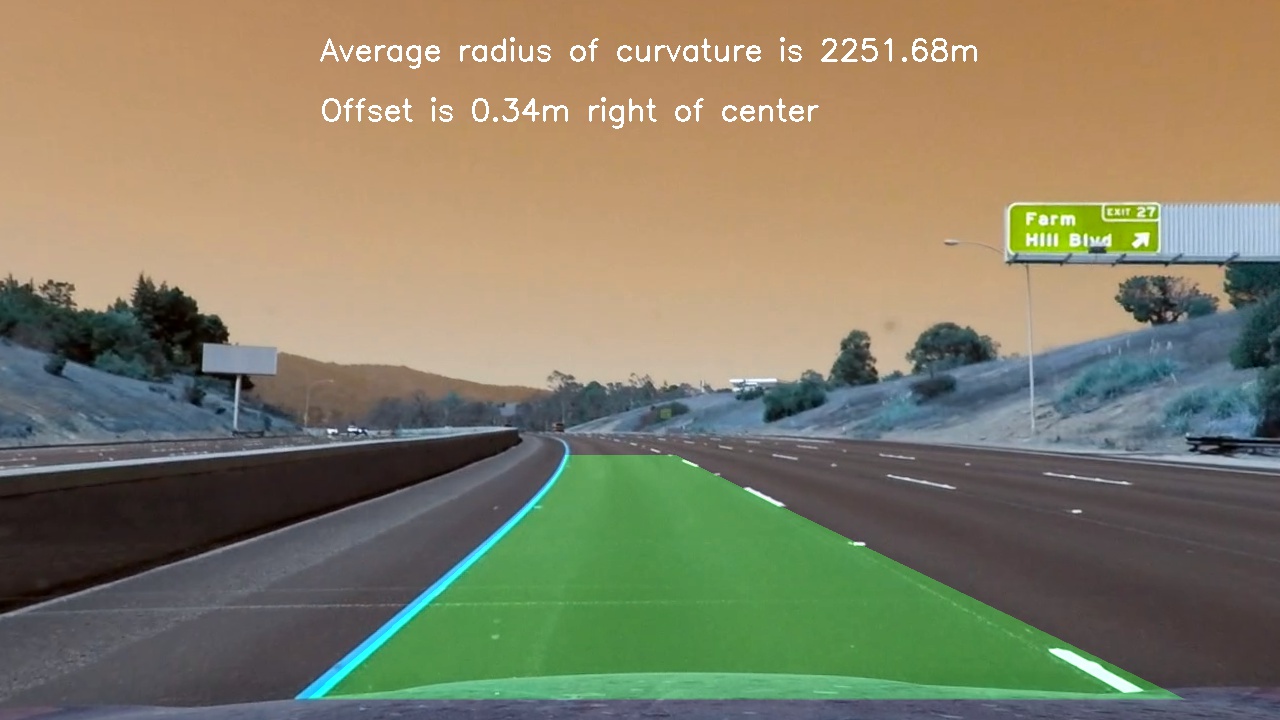 Average radius of curvature is 2251.68m
Offset is 0.34m right of center
EXIT 27
Farm
Hill Blvd